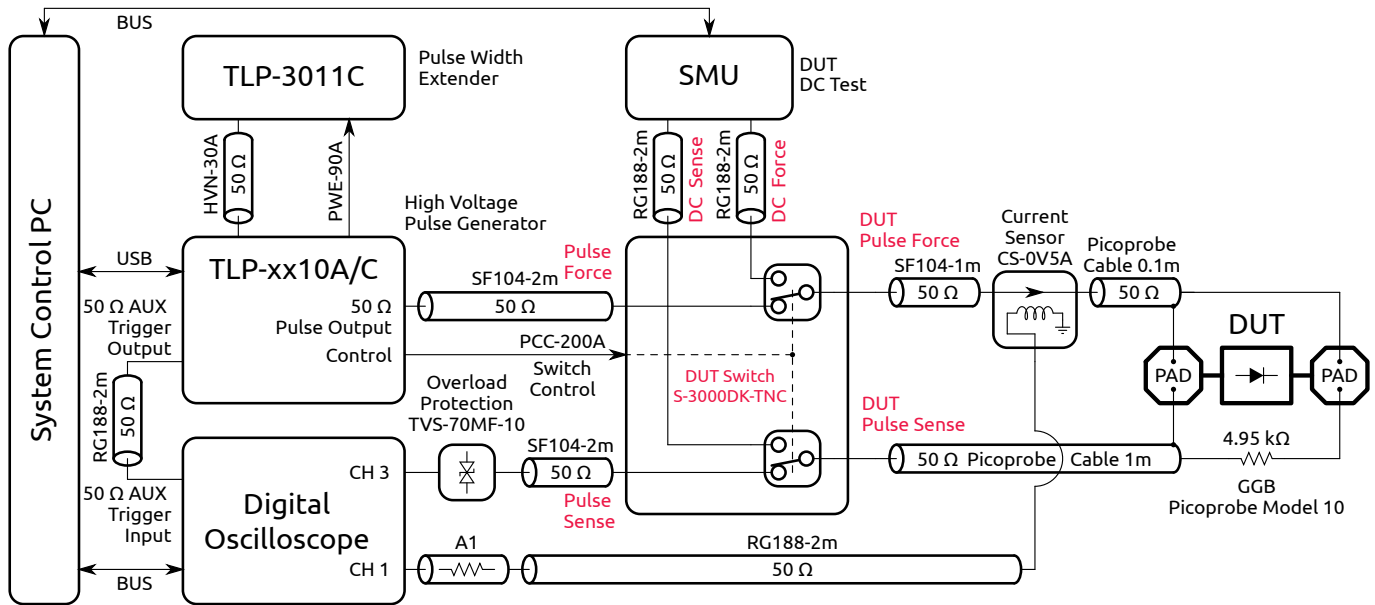 BUS
System Control PC
TLP-3011C
Pulse Width
Extender
SMU
DUT
DC Test
HVN-30A
50 Ω
PWE-90A
RG188-2m
50 Ω
DC Sense
RG188-2m
50 Ω
DC Force
High Voltage
Pulse Generator
USB
TLP-xx10A/C
50 Ω
Pulse Output
Control
Pulse
Force
SF104-2m
50 Ω
PCC-200A
Switch
Control
DUT Switch
S-3000DK-TNC
DUT
Pulse Force
SF104-1m
50 Ω
Current
Sensor
CS-0V5A
Picoprobe
Cable 0.1m
50 Ω
DUT
PAD
PAD
50 Ω AUX
Trigger
Output
RG188-2m
50 Ω
50 Ω AUX
Trigger
Input
BUS
Digital
Oscilloscope
CH 3
CH 1
Overload
Protection
TVS-70MF-10
SF104-2m
50 Ω
Pulse
Sense
DUT
Pulse Sense
50 Ω Picoprobe Cable 1m
4.95 kΩ
GGB
Picoprobe Model 10
A1
RG188-2m
50 Ω